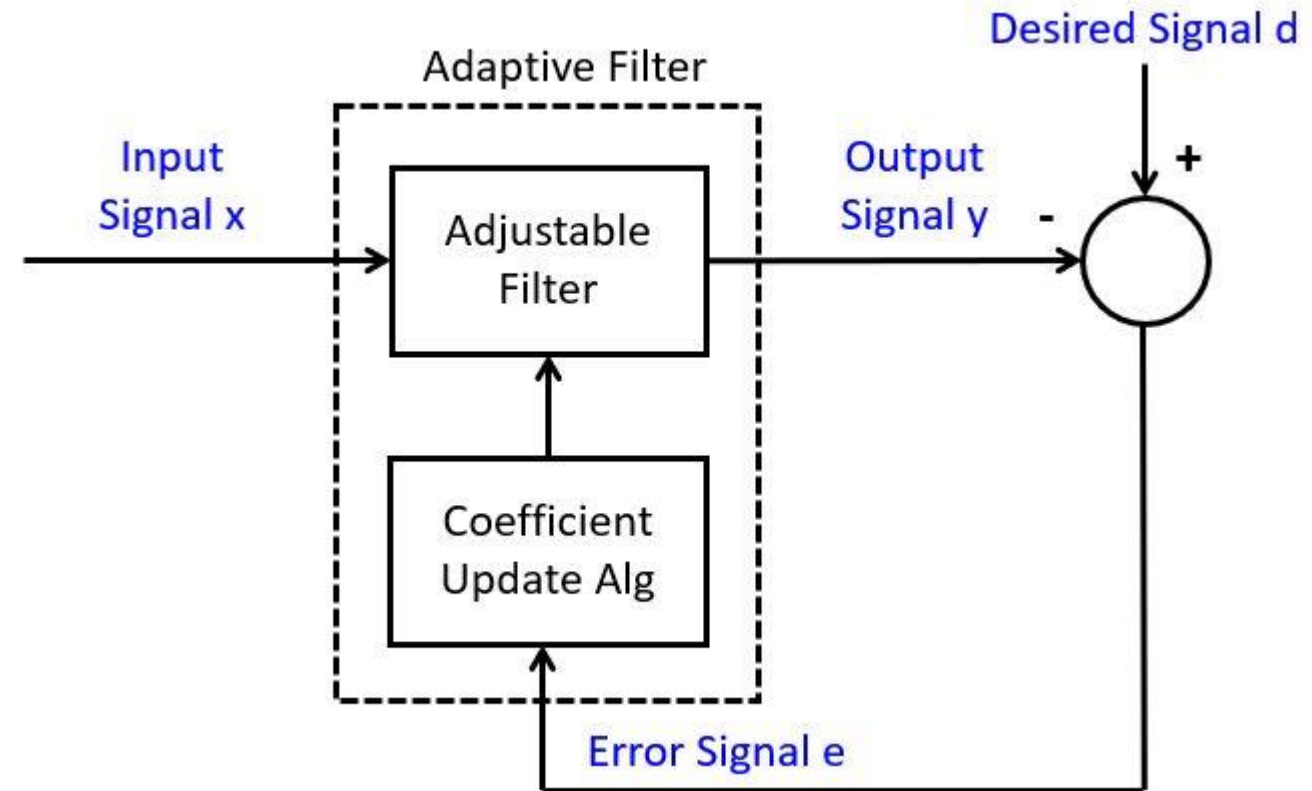 Desired Signal d
Adaptive Filter
Input
Signal x
Adjustable
Filter
Output
Signal y
-
+
Coefficient
Update Alg
Error Signal e